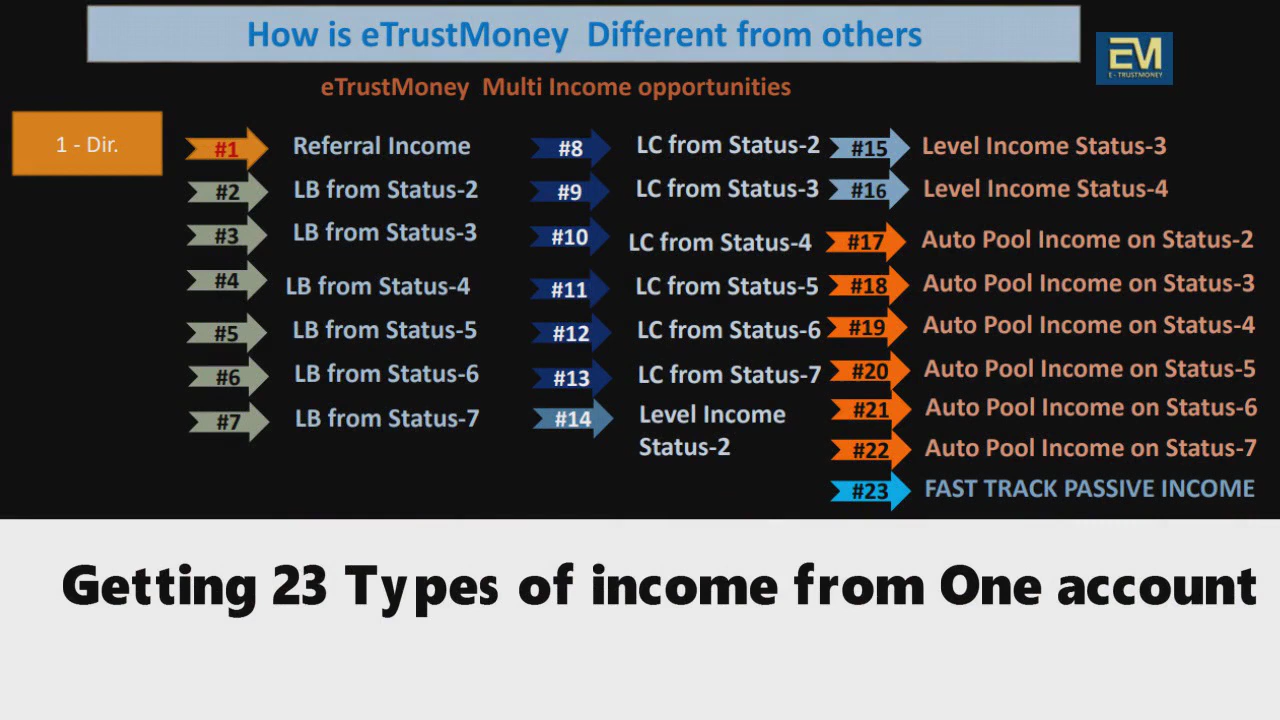 How is eTrustMoney Different from others
EM
E - TRUSTMONEY
eTrustMoney Multi Income opportunities
1 - Dir.
#1 Referral Income
#2 LB from Status-2
#3 LB from Status-3
#4 LB from Status-4
#5 LB from Status-5
#6 LB from Status-6
#7 LB from Status-7
#8 LC from Status-2
#9 LC from Status-3
#10 LC from Status-4
#11 LC from Status-5
#12 LC from Status-6
#13 LC from Status-7
#14 Level Income
Status-2
#15 Level Income Status-3
#16 Level Income Status-4
#17 Auto Pool Income on Status-2
#18 Auto Pool Income on Status-3
#19 Auto Pool Income on Status-4
#20 Auto Pool Income on Status-5
#21 Auto Pool Income on Status-6
#22 Auto Pool Income on Status-7
#23 FAST TRACK PASSIVE INCOME
Getting 23 Types of income from One account